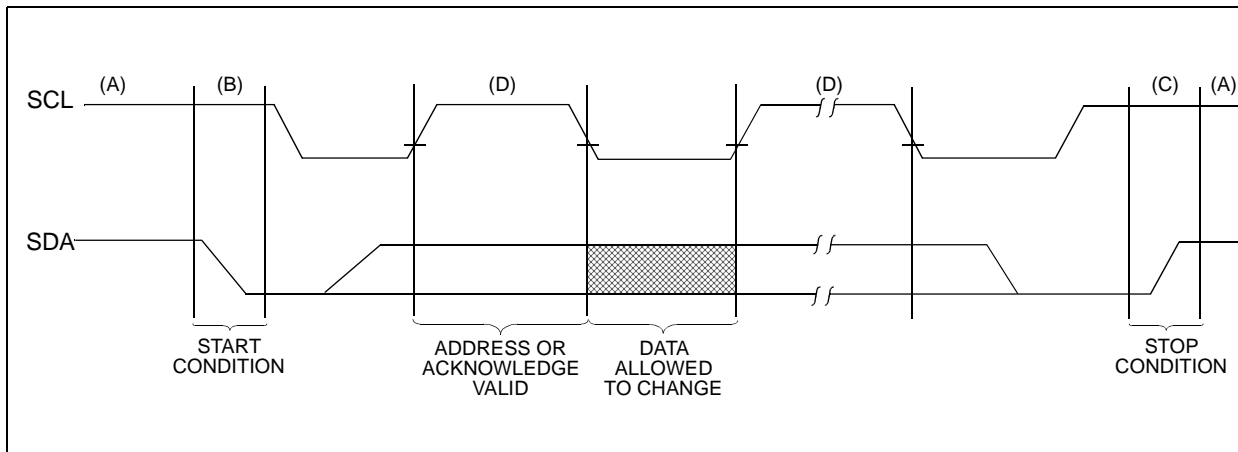 (A) (B) (D) (D) (C) (A)
SCL
SDA
START
CONDITION
ADDRESS OR
ACKNOWLEDGE
VALID
DATA
ALLOWED
TO CHANGE
STOP
CONDITION